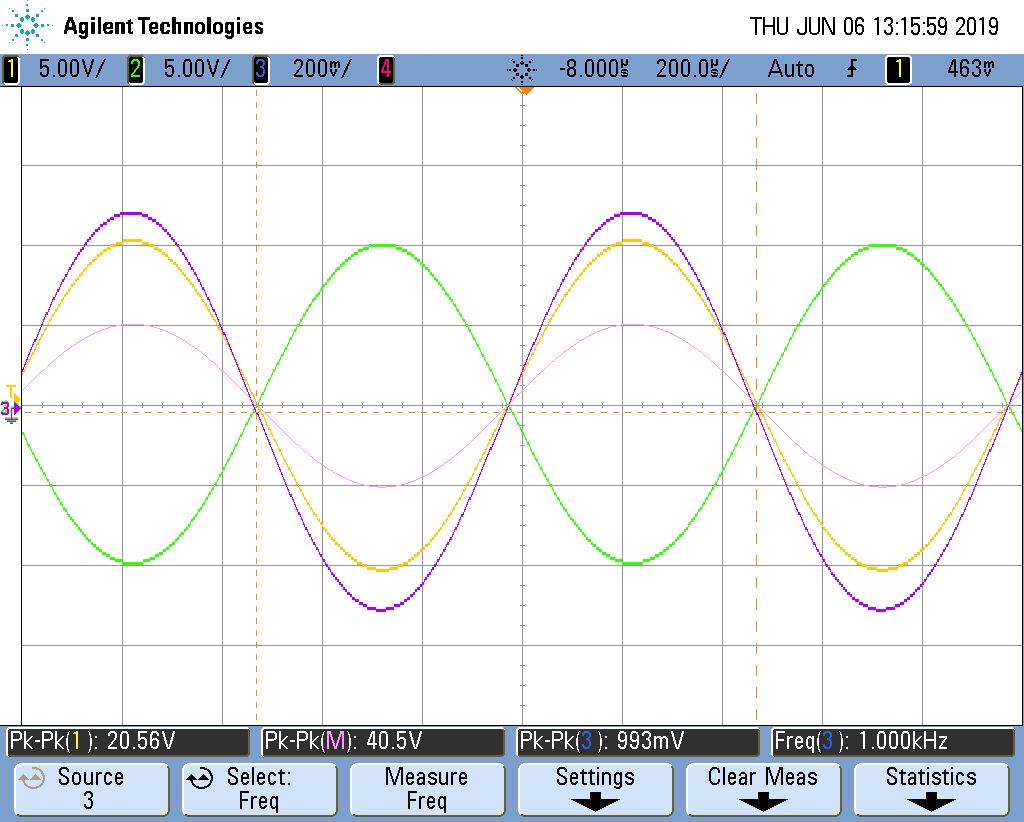 Agilent Technologies THU JUN 06 13:15:59 2019
1 5.00V/ 2 5.00V/ 3 200mV/ 4 -8.000µs 200.0µs/ Auto 1 463mV
T
3
Pk-Pk(1): 20.56V Pk-Pk(M): 40.5V Pk-Pk(3): 993mV Freq(3): 1.000kHz
Source Select: Measure Settings Clear Meas Statistics
3 Freq Freq